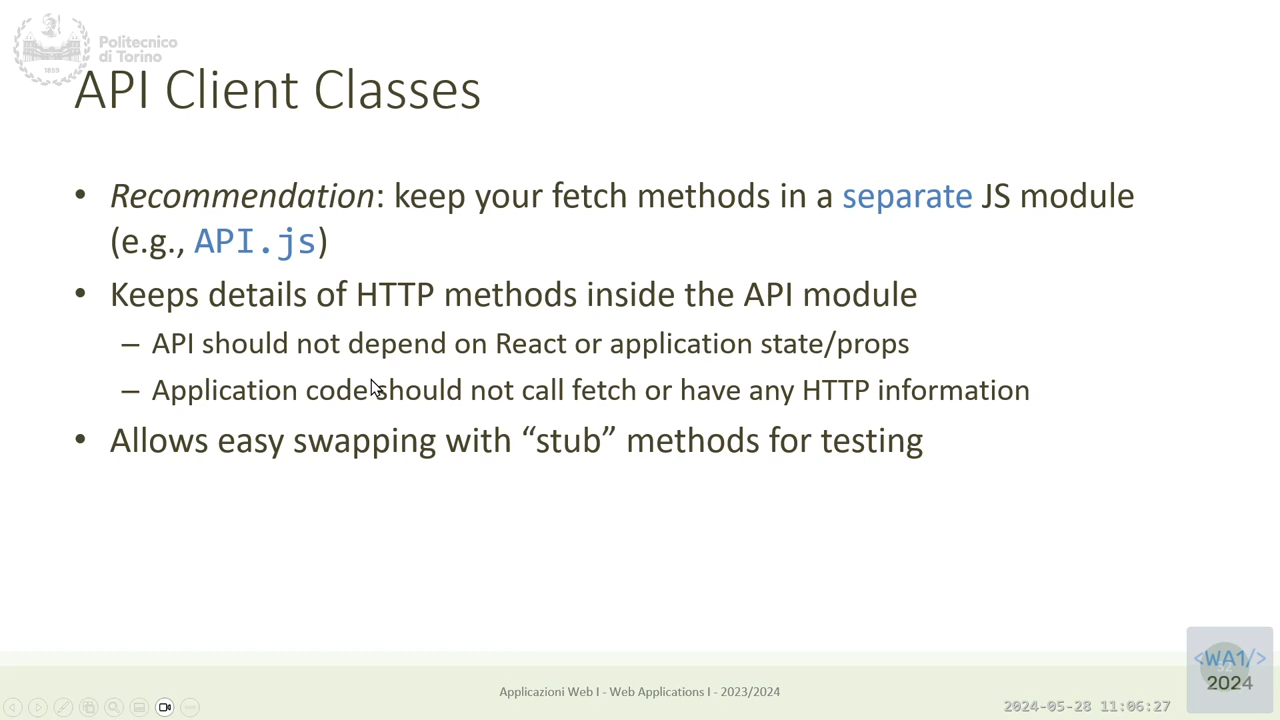 Politecnico
di Torino
1859
API Client Classes
• Recommendation: keep your fetch methods in a separate JS module
(e.g., API.js)
• Keeps details of HTTP methods inside the API module
– API should not depend on React or application state/props
– Application code should not call fetch or have any HTTP information
• Allows easy swapping with “stub” methods for testing
Applicazioni Web I - Web Applications I - 2023/2024
2024-05-28 11:06:27
<WA1/>
2024